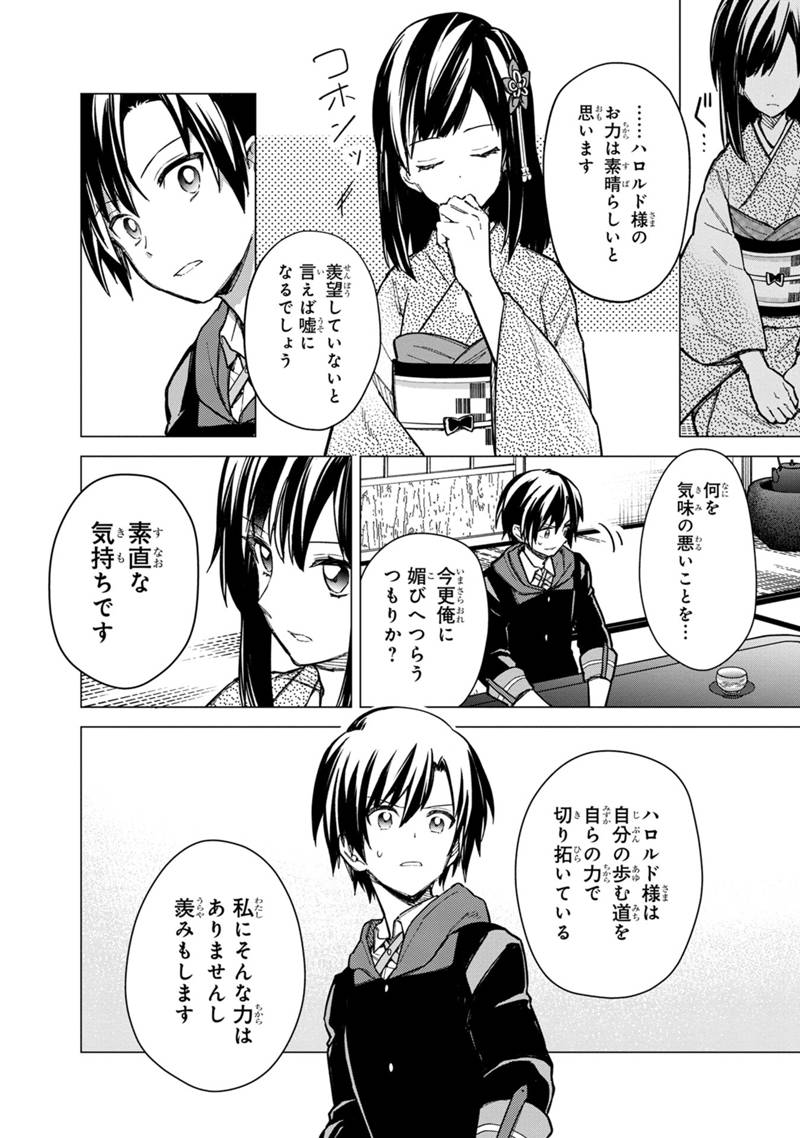 ……ハロルド様の
お力は素晴らしいと
思います
コホンッ
羨望していないと
言えば嘘に
なるでしょう
何を
気味の悪いことを…
今更俺に
媚びへつらう
つもりか？
素直な
気持ちです
ハロルド様は
自分の歩む道を
自らの力で
切り拓いている
私にそんな力は
ありませんし
羨みもします